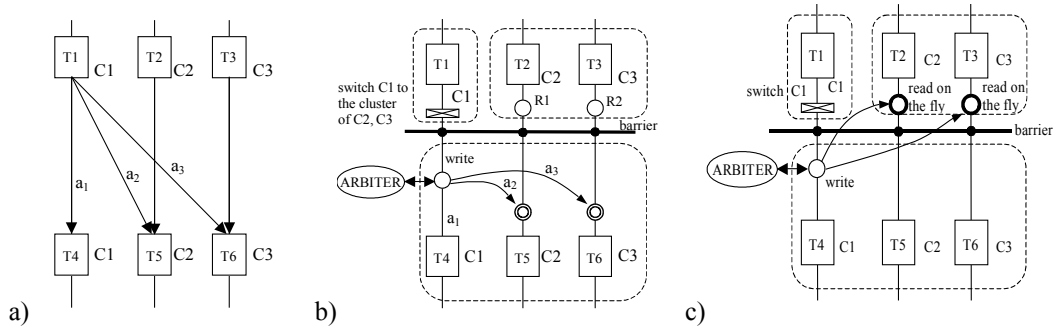 T1 C1 T2 C2 T3 C3
a₁ a₂ a₃
T4 C1 T5 C2 T6 C3
a)
T1 C1
T2 C2 T3 C3
switch C1 to
the cluster
of C2, C3
R1 R2
barrier
write
ARBITER
a₂ a₃
a₁
T4 C1 T5 C2 T6 C3
b)
T1
T2 C2 T3 C3
switch C1 C1
read on
the fly
read on
the fly
barrier
ARBITER
write
T4 C1 T5 C2 T6 C3
c)